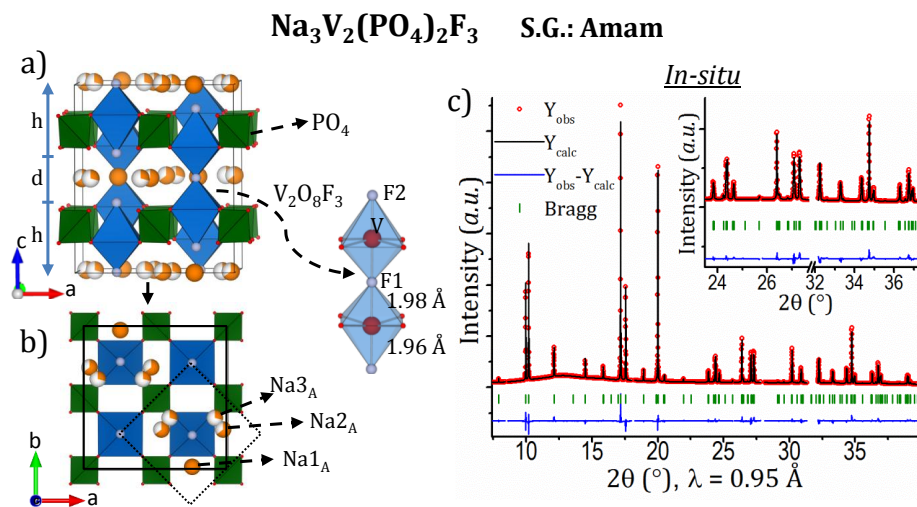 Na₃V₂(PO₄)₂F₃ S.G.: Amam
a)
h
d
h
c
a
PO₄
V₂O₈F₃
F2
V
F1
1.98 Å
1.96 Å
b)
b
a
Na3A
Na2A
Na1A
In-situ
c)
Yobs
Ycalc
Yobs-Ycalc
Bragg
Intensity (a.u.)
10 15 20 25 30 35
2θ (°), λ = 0.95 Å
Intensity (a.u.)
24 26 32 34 36
2θ (°)